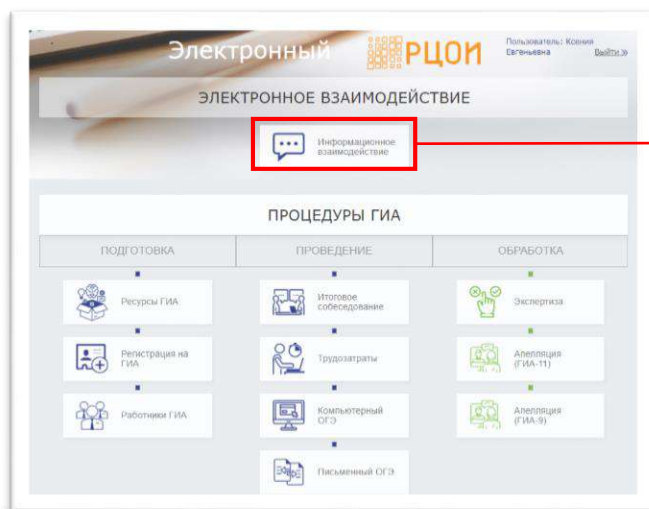 Электронный РЦОИ
Пользователь: Ксения
Евгеньевна Выйти »
ЭЛЕКТРОННОЕ ВЗАИМОДЕЙСТВИЕ
Информационное
взаимодействие
ПРОЦЕДУРЫ ГИА
ПОДГОТОВКА ПРОВЕДЕНИЕ ОБРАБОТКА
Ресурсы ГИА
Итоговое
собеседование
Экспертиза
Регистрация на
ГИА
Трудозатраты
Апелляция
(ГИА-11)
Работники ГИА
Компьютерный
ОГЭ
Апелляция
(ГИА-9)
Письменный ОГЭ